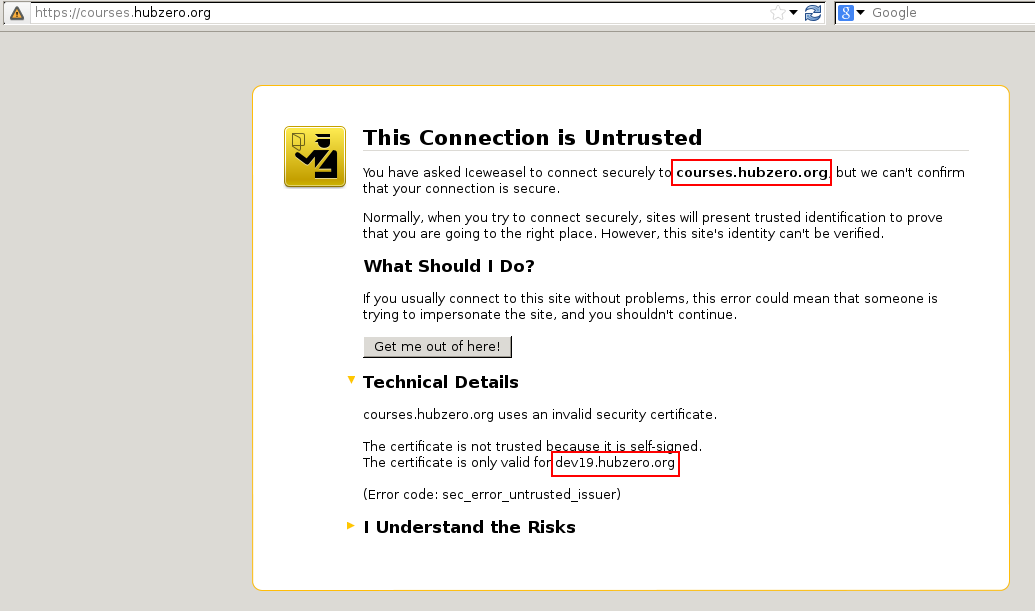 https://courses.hubzero.org
Google
This Connection is Untrusted
You have asked Iceweasel to connect securely to courses.hubzero.org, but we can't confirm
that your connection is secure.
Normally, when you try to connect securely, sites will present trusted identification to prove
that you are going to the right place. However, this site's identity can't be verified.
What Should I Do?
If you usually connect to this site without problems, this error could mean that someone is
trying to impersonate the site, and you shouldn't continue.
Get me out of here!
Technical Details
courses.hubzero.org uses an invalid security certificate.
The certificate is not trusted because it is self-signed.
The certificate is only valid for dev19.hubzero.org
(Error code: sec_error_untrusted_issuer)
I Understand the Risks